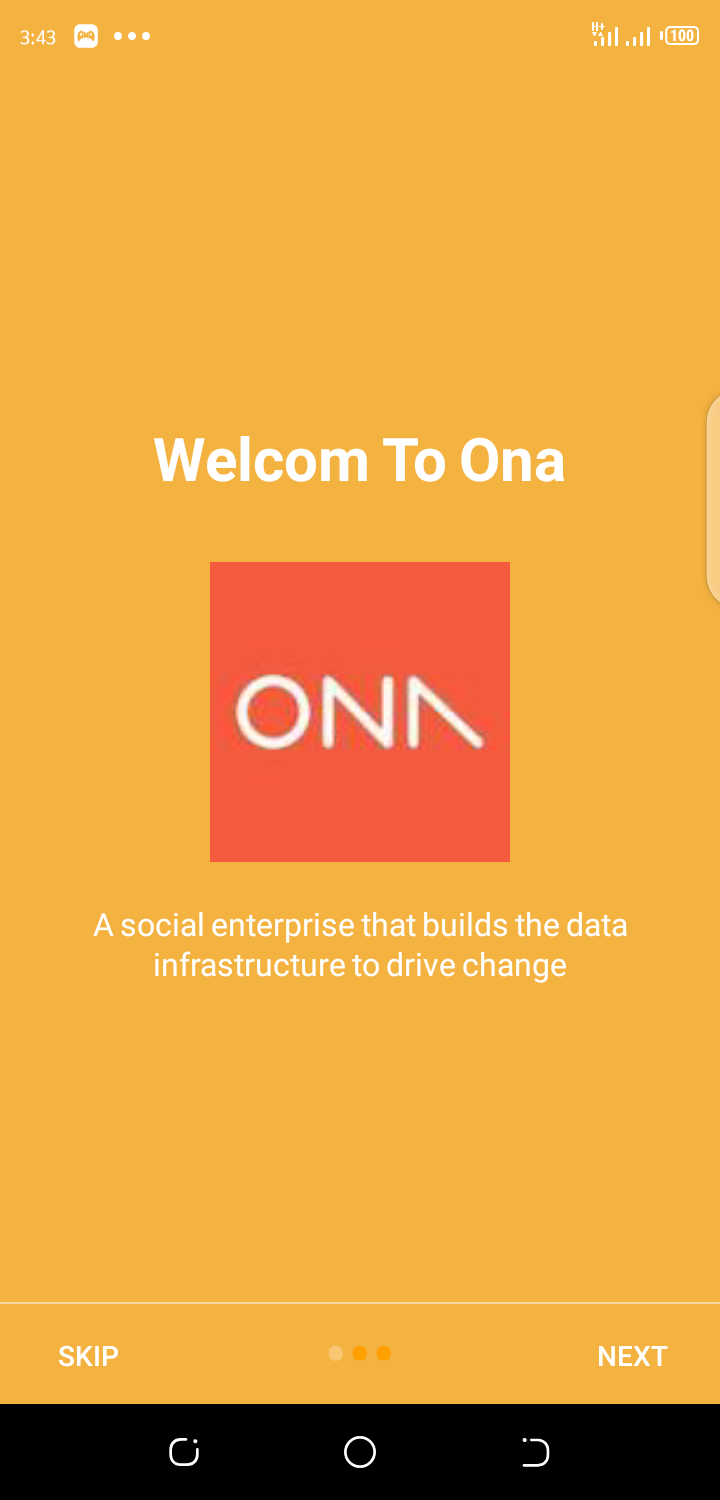 3:43
H+
100
Welcom To Ona
ONA
A social enterprise that builds the data
infrastructure to drive change
SKIP
NEXT